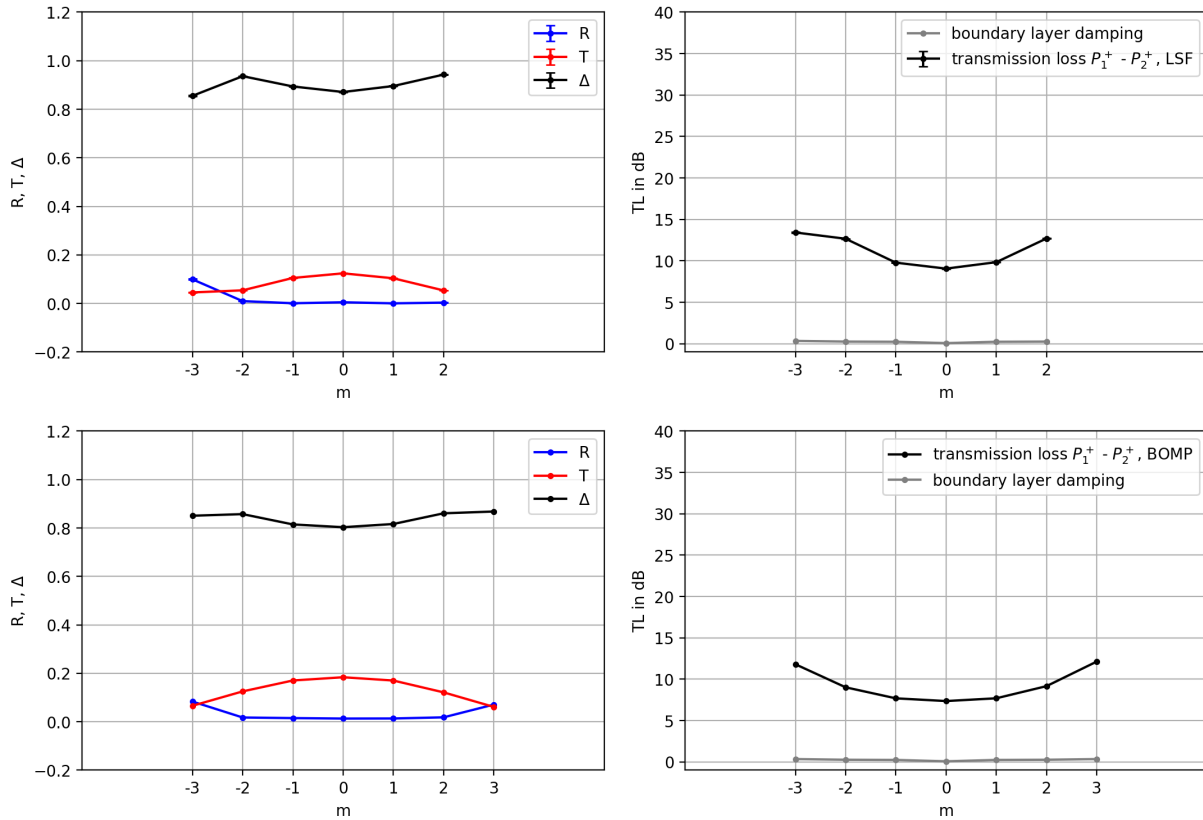 1.2
1.0
0.8
0.6
0.4
0.2
0.0
−0.2
R, T, Δ
-3 -2 -1 0 1 2
m
R
T
Δ
40
35
30
25
20
15
10
5
0
TL in dB
-3 -2 -1 0 1 2
m
boundary layer damping
transmission loss P₁⁺ - P₂⁺, LSF
1.2
1.0
0.8
0.6
0.4
0.2
0.0
−0.2
R, T, Δ
-3 -2 -1 0 1 2 3
m
R
T
Δ
40
35
30
25
20
15
10
5
0
TL in dB
-3 -2 -1 0 1 2 3
m
transmission loss P₁⁺ - P₂⁺, BOMP
boundary layer damping